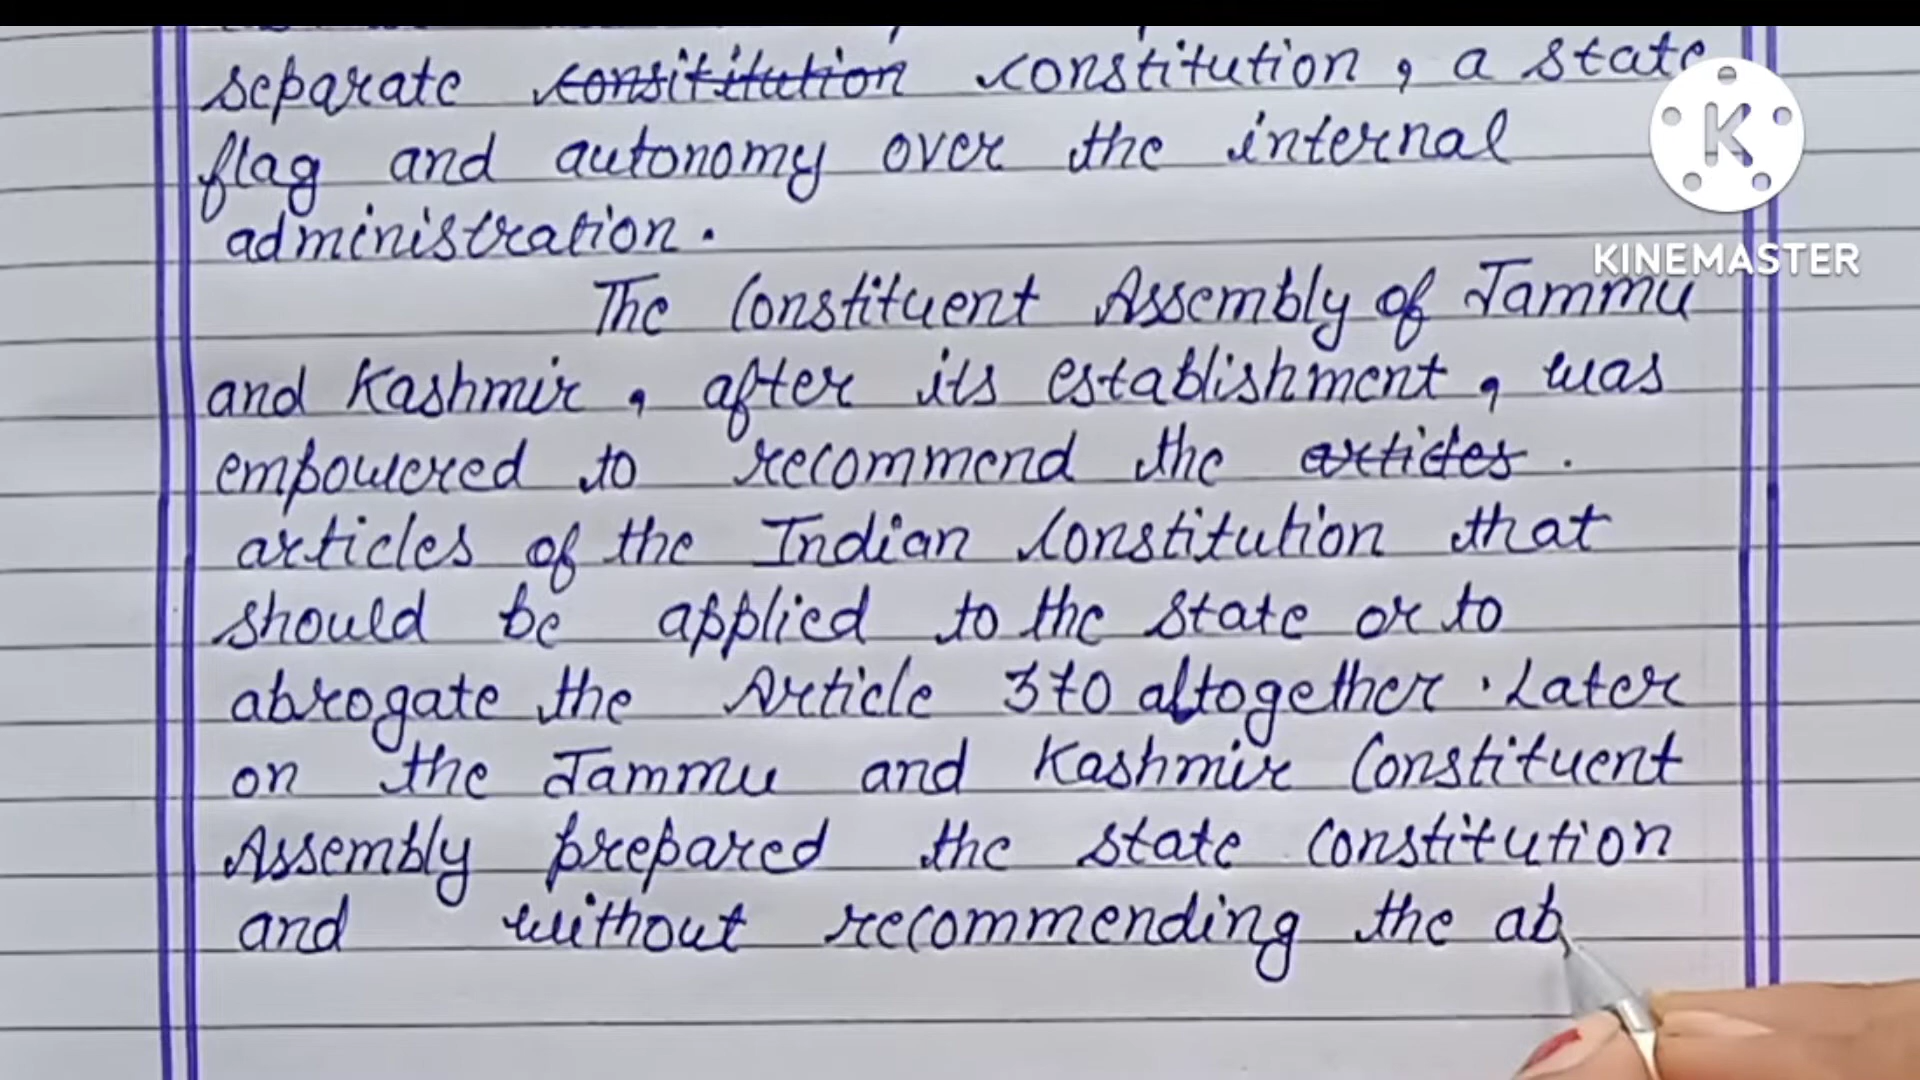 separate consititution constitution, a state
flag and autonomy over the internal
administration.
KINEMASTER
The Constituent Assembly of Jammu
and Kashmir, after its establishment, was
empowered to recommend the articles.
articles of the Indian constitution that
should be applied to the state or to
abrogate the Article 370 altogether. Later
on the Jammu and Kashmir Constituent
Assembly prepared the state constitution
and without recommending the ab